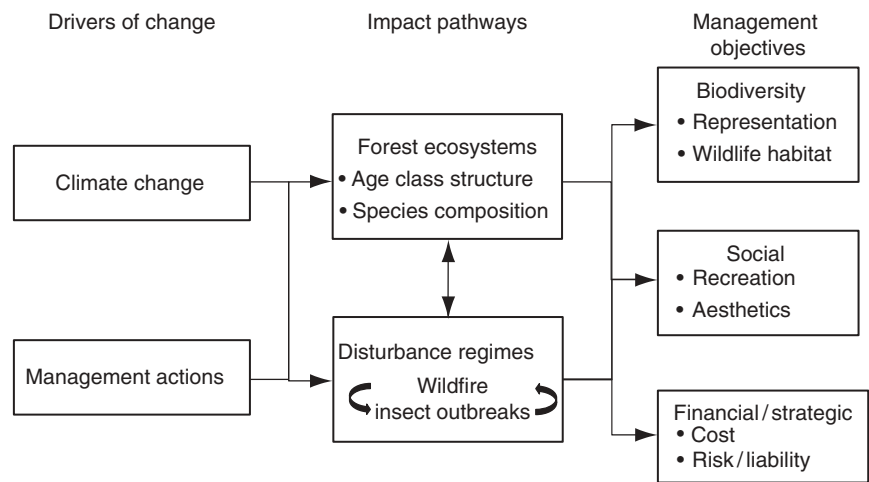 Drivers of change
Impact pathways
Management
objectives
Climate change
Management actions
Forest ecosystems
• Age class structure
• Species composition
Disturbance regimes
Wildfire
insect outbreaks
Biodiversity
• Representation
• Wildlife habitat
Social
• Recreation
• Aesthetics
Financial/strategic
• Cost
• Risk/liability